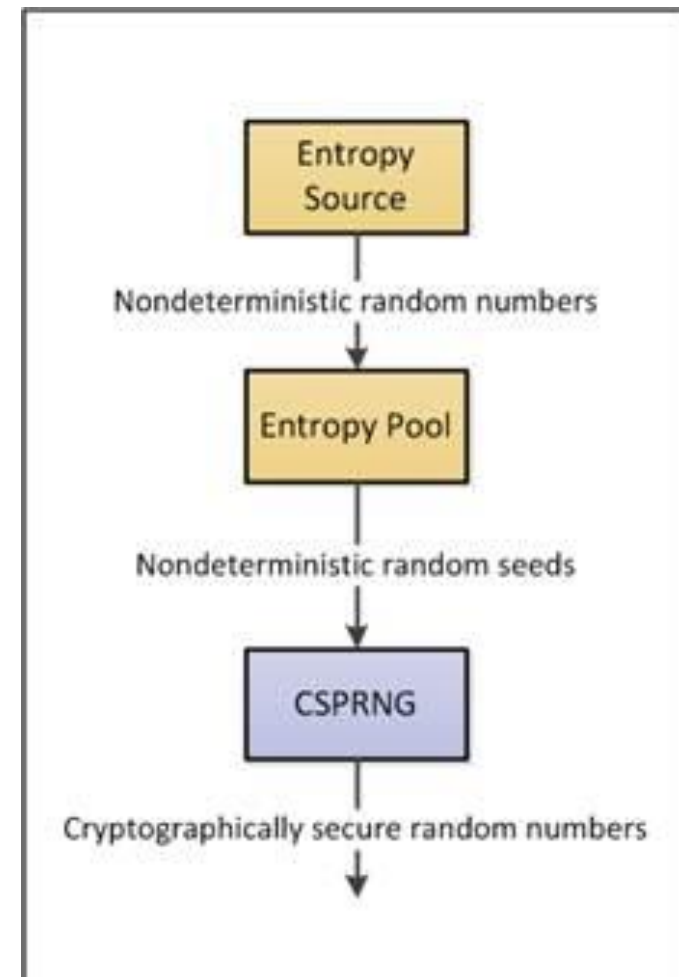 Entropy
Source
Nondeterministic random numbers
Entropy Pool
Nondeterministic random seeds
CSPRNG
Cryptographically secure random numbers